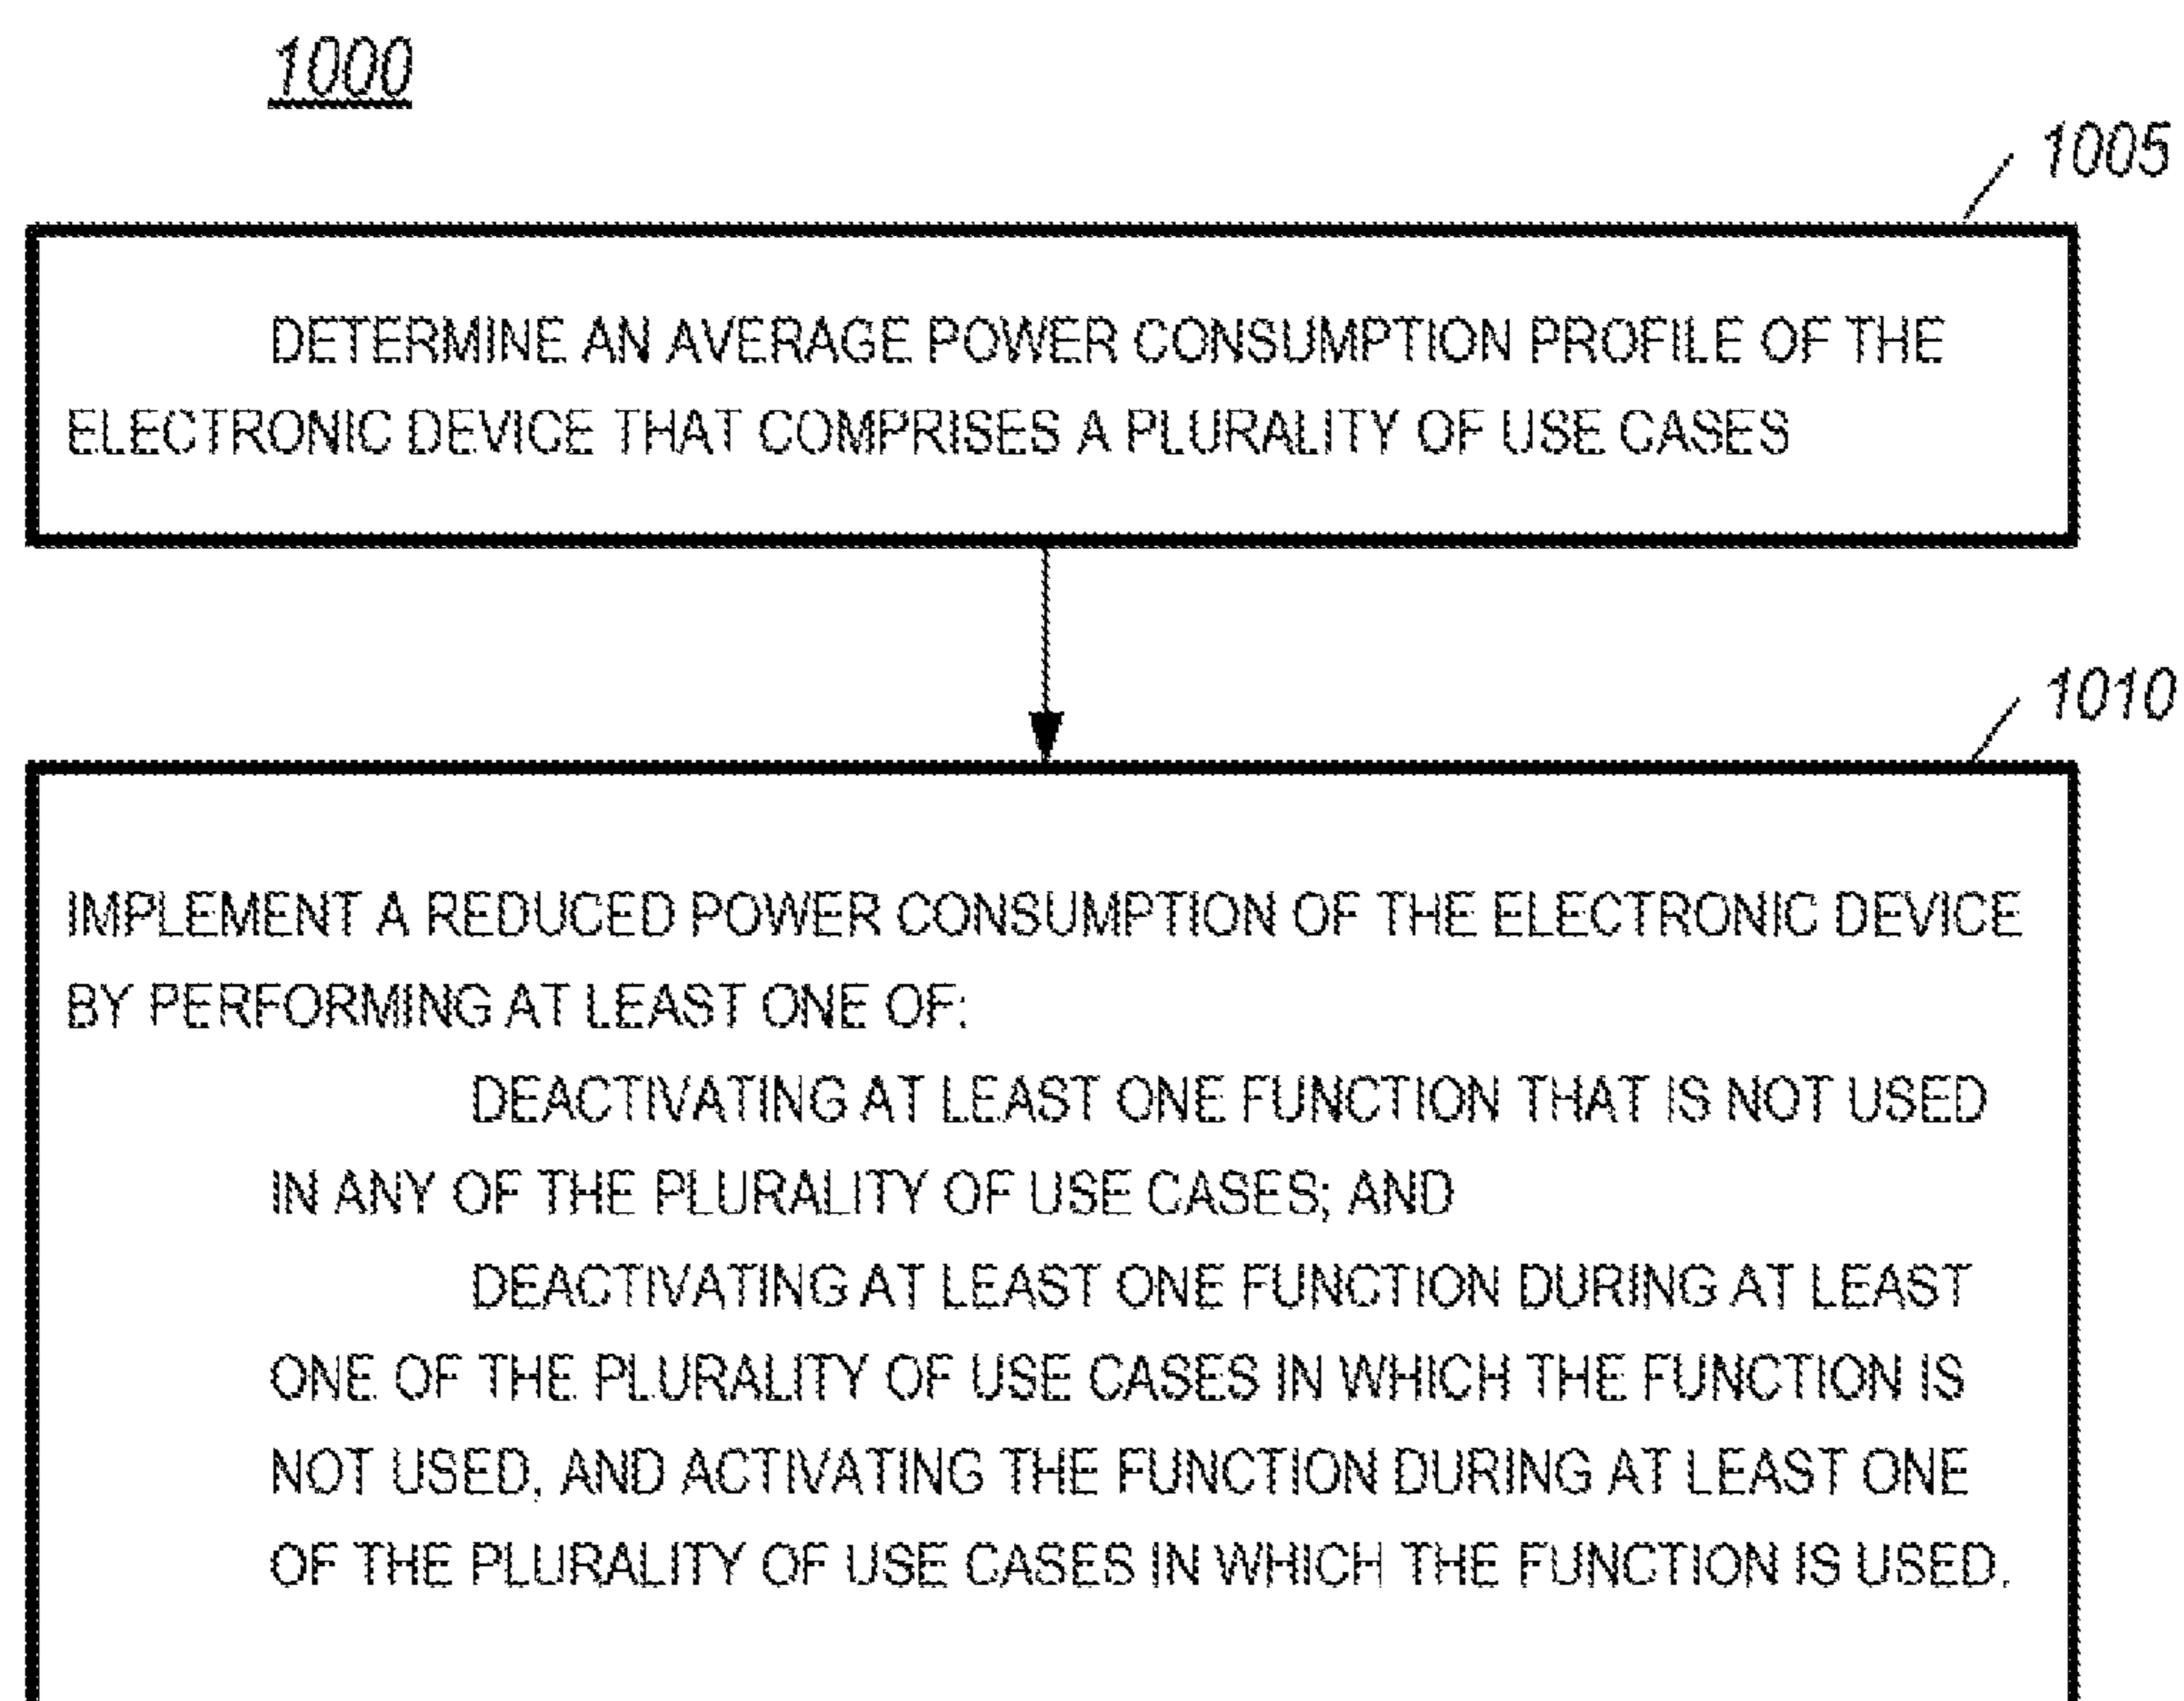 1000
1005
DETERMINE AN AVERAGE POWER CONSUMPTION PROFILE OF THE
ELECTRONIC DEVICE THAT COMPRISES A PLURALITY OF USE CASES
1010
IMPLEMENT A REDUCED POWER CONSUMPTION OF THE ELECTRONIC DEVICE
BY PERFORMING AT LEAST ONE OF:
DEACTIVATING AT LEAST ONE FUNCTION THAT IS NOT USED
IN ANY OF THE PLURALITY OF USE CASES; AND
DEACTIVATING AT LEAST ONE FUNCTION DURING AT LEAST
ONE OF THE PLURALITY OF USE CASES IN WHICH THE FUNCTION IS
NOT USED, AND ACTIVATING THE FUNCTION DURING AT LEAST ONE
OF THE PLURALITY OF USE CASES IN WHICH THE FUNCTION IS USED.